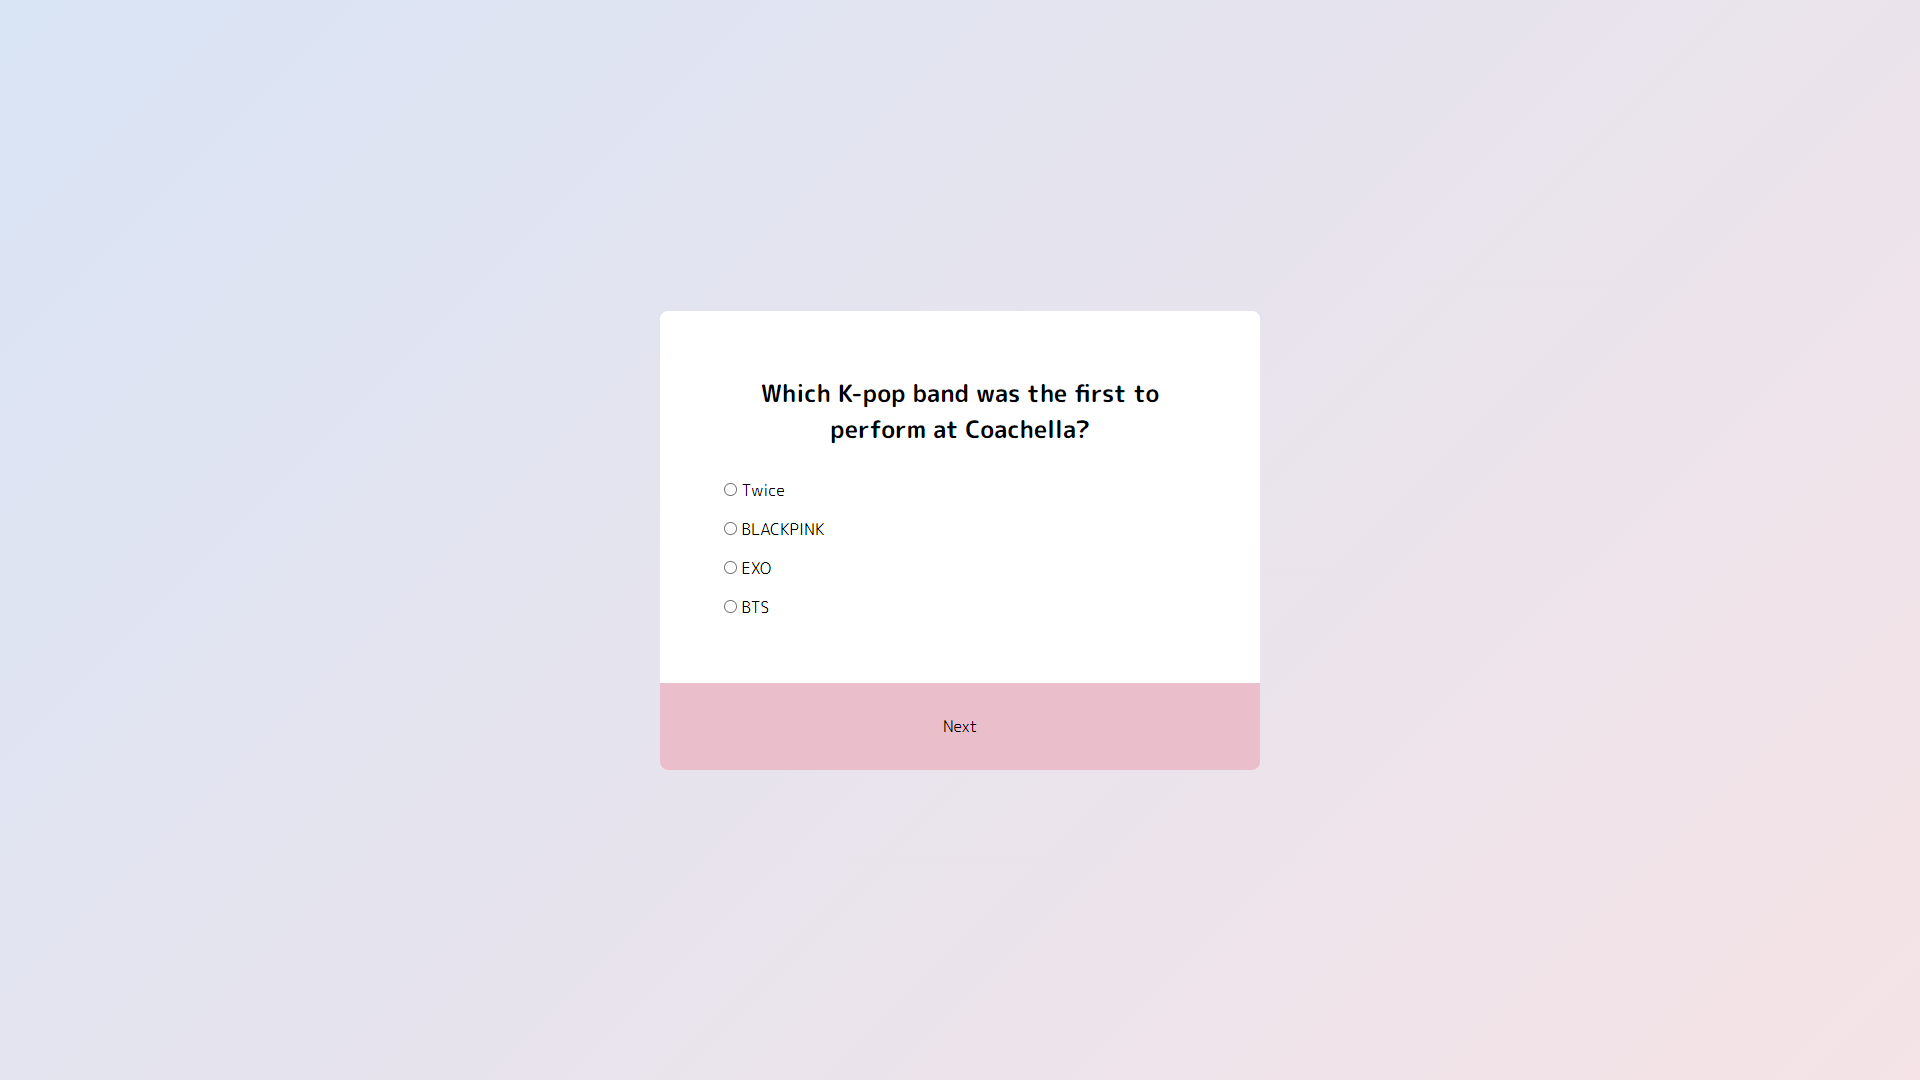 Which K-pop band was the first to
perform at Coachella?
Twice
BLACKPINK
EXO
BTS
Next